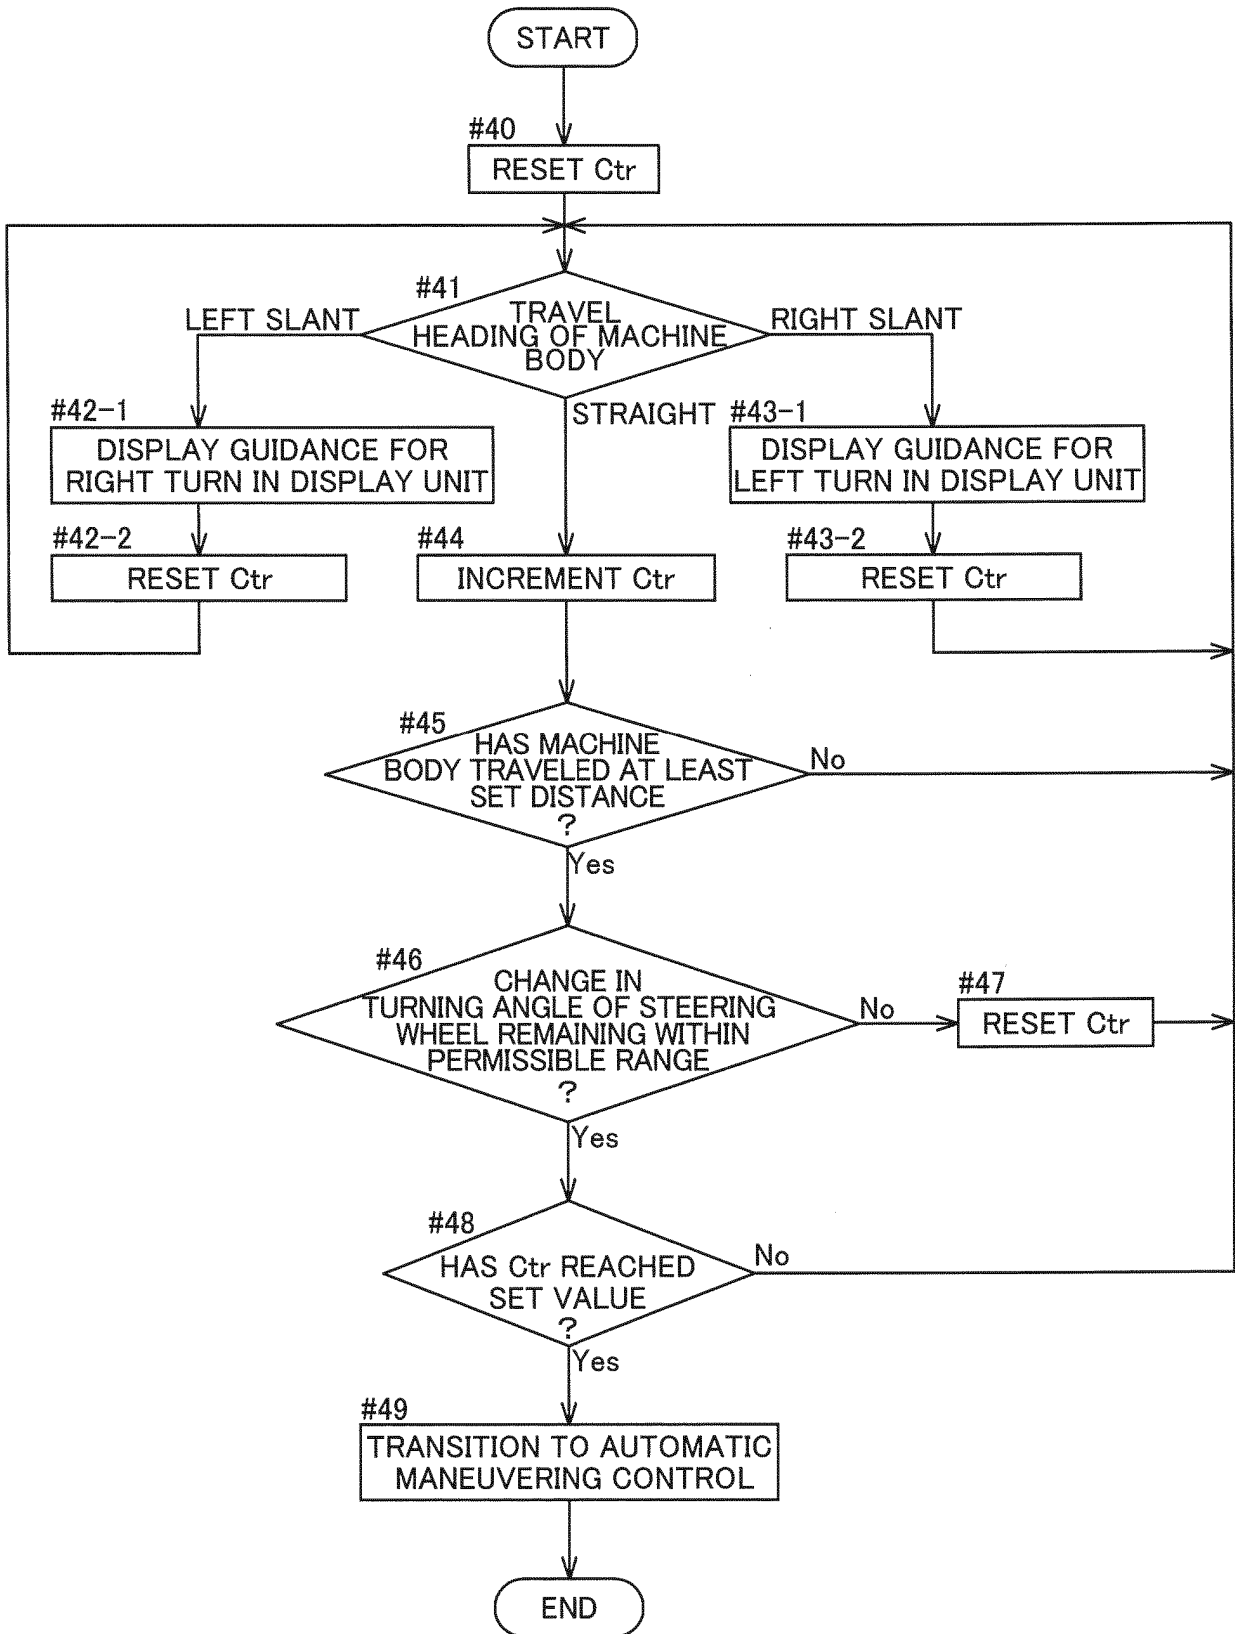 START
#40
RESET Ctr
#41
TRAVEL
HEADING OF MACHINE
BODY
LEFT SLANT
RIGHT SLANT
STRAIGHT
#42-1
DISPLAY GUIDANCE FOR
RIGHT TURN IN DISPLAY UNIT
#43-1
DISPLAY GUIDANCE FOR
LEFT TURN IN DISPLAY UNIT
#42-2
RESET Ctr
#44
INCREMENT Ctr
#43-2
RESET Ctr
#45
HAS MACHINE
BODY TRAVELED AT LEAST
SET DISTANCE
?
No
Yes
#46
CHANGE IN
TURNING ANGLE OF STEERING
WHEEL REMAINING WITHIN
PERMISSIBLE RANGE
?
No
#47
RESET Ctr
Yes
#48
HAS Ctr REACHED
SET VALUE
?
No
Yes
#49
TRANSITION TO AUTOMATIC
MANEUVERING CONTROL
END